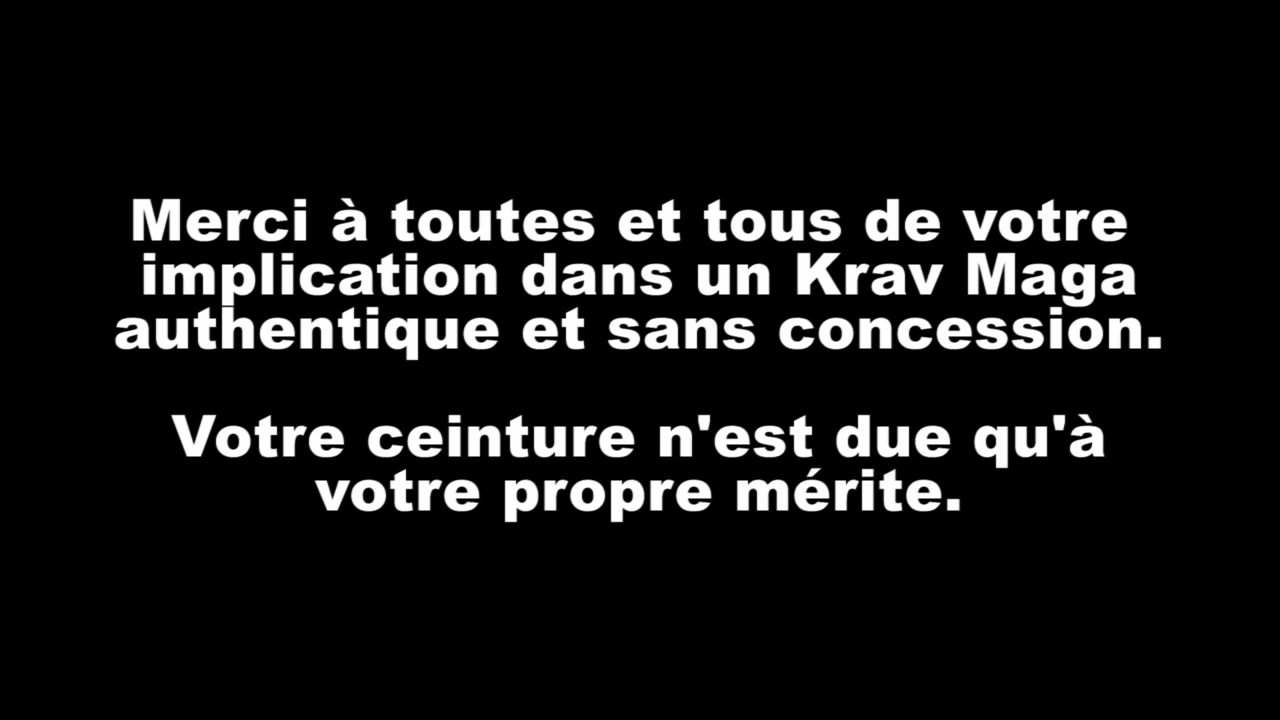 Merci à toutes et tous de votre
implication dans un Krav Maga
authentique et sans concession.
Votre ceinture n'est due qu'à
votre propre mérite.